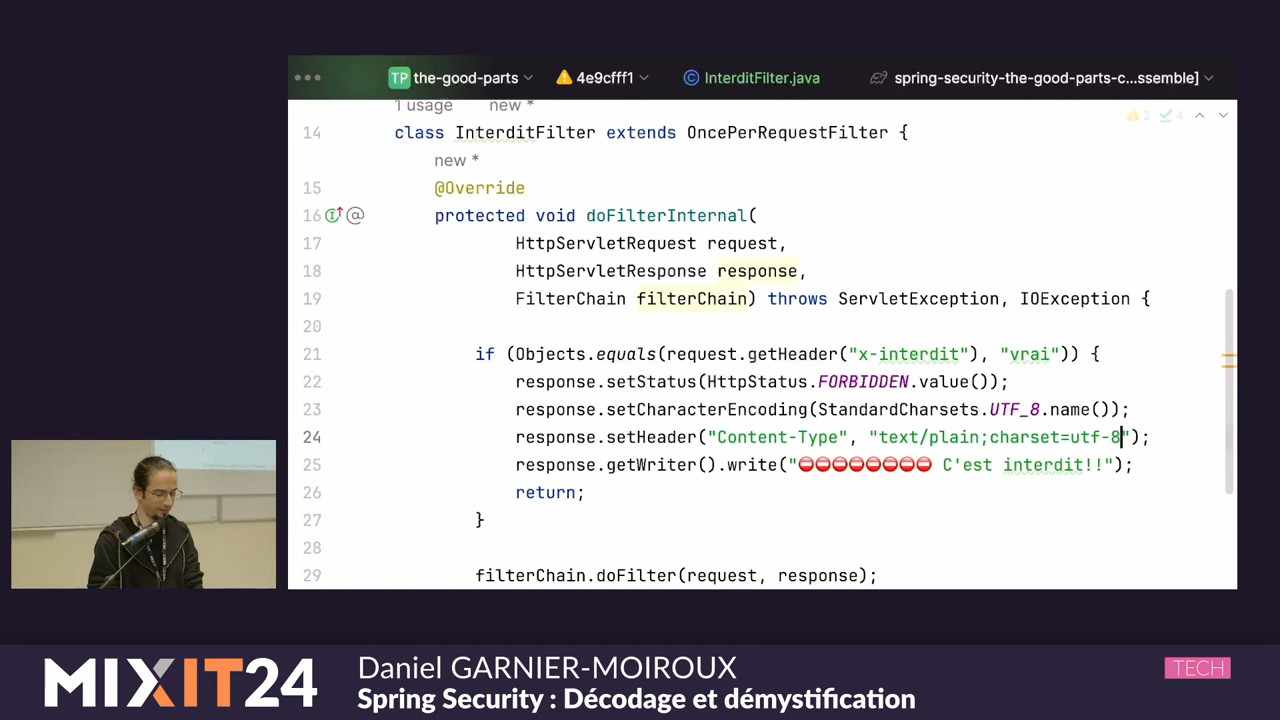 TP the-good-parts
4e9cfff1
InterditFilter.java
spring-security-the-good-parts-c...ssemble]
1 usage new *
2 4
14 class InterditFilter extends OncePerRequestFilter {
new *
15 @Override
16 protected void doFilterInternal(
17 HttpServletRequest request,
18 HttpServletResponse response,
19 FilterChain filterChain) throws ServletException, IOException {
20
21 if (Objects.equals(request.getHeader("x-interdit"), "vrai")) {
22 response.setStatus(HttpStatus.FORBIDDEN.value());
23 response.setCharacterEncoding(StandardCharsets.UTF_8.name());
24 response.setHeader("Content-Type", "text/plain;charset=utf-8");
25 response.getWriter().write("⛔⛔⛔⛔⛔⛔⛔⛔ C'est interdit!!");
26 return;
27 }
28
29 filterChain.doFilter(request, response);
MIXIT24
Daniel GARNIER-MOIROUX
Spring Security : Décodage et démystification
TECH